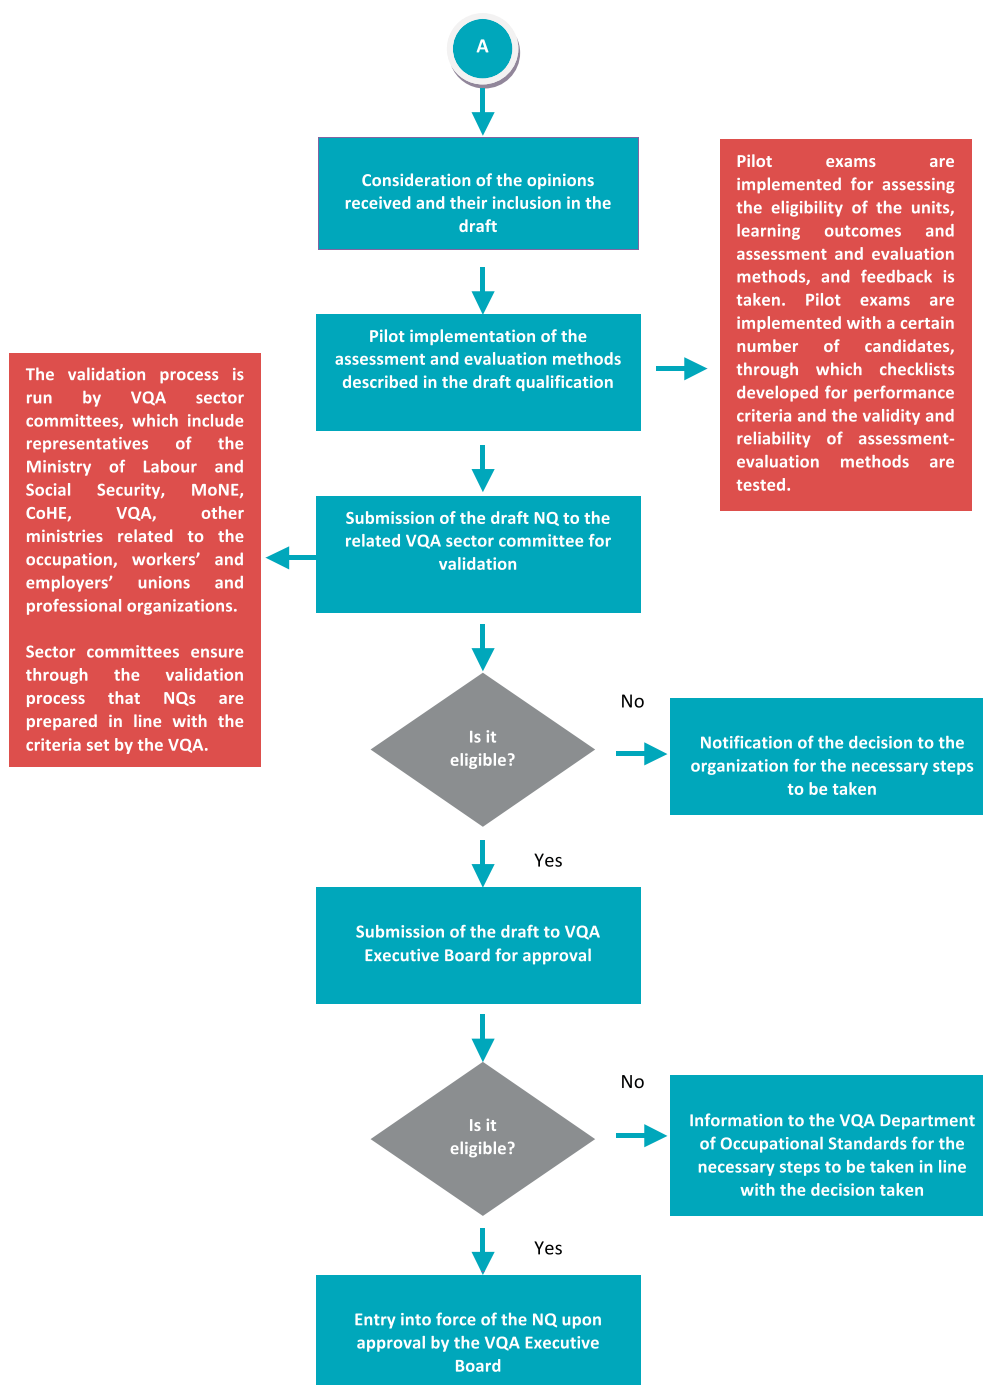 A
Consideration of the opinions
received and their inclusion in the
draft
Pilot exams are
implemented for assessing
the eligibility of the units,
learning outcomes and
assessment and evaluation
methods, and feedback is
taken. Pilot exams are
implemented with a certain
number of candidates,
through which checklists
developed for performance
criteria and the validity and
reliability of assessment-
evaluation methods are
tested.
Pilot implementation of the
assessment and evaluation methods
described in the draft qualification
The validation process is
run by VQA sector
committees, which include
representatives of the
Ministry of Labour and
Social Security, MoNE,
CoHE, VQA, other
ministries related to the
occupation, workers’ and
employers’ unions and
professional organizations.
Sector committees ensure
through the validation
process that NQs are
prepared in line with the
criteria set by the VQA.
Submission of the draft NQ to the
related VQA sector committee for
validation
Is it
eligible?
No
Notification of the decision to the
organization for the necessary steps
to be taken
Yes
Submission of the draft to VQA
Executive Board for approval
Is it
eligible?
No
Information to the VQA Department
of Occupational Standards for the
necessary steps to be taken in line
with the decision taken
Yes
Entry into force of the NQ upon
approval by the VQA Executive
Board